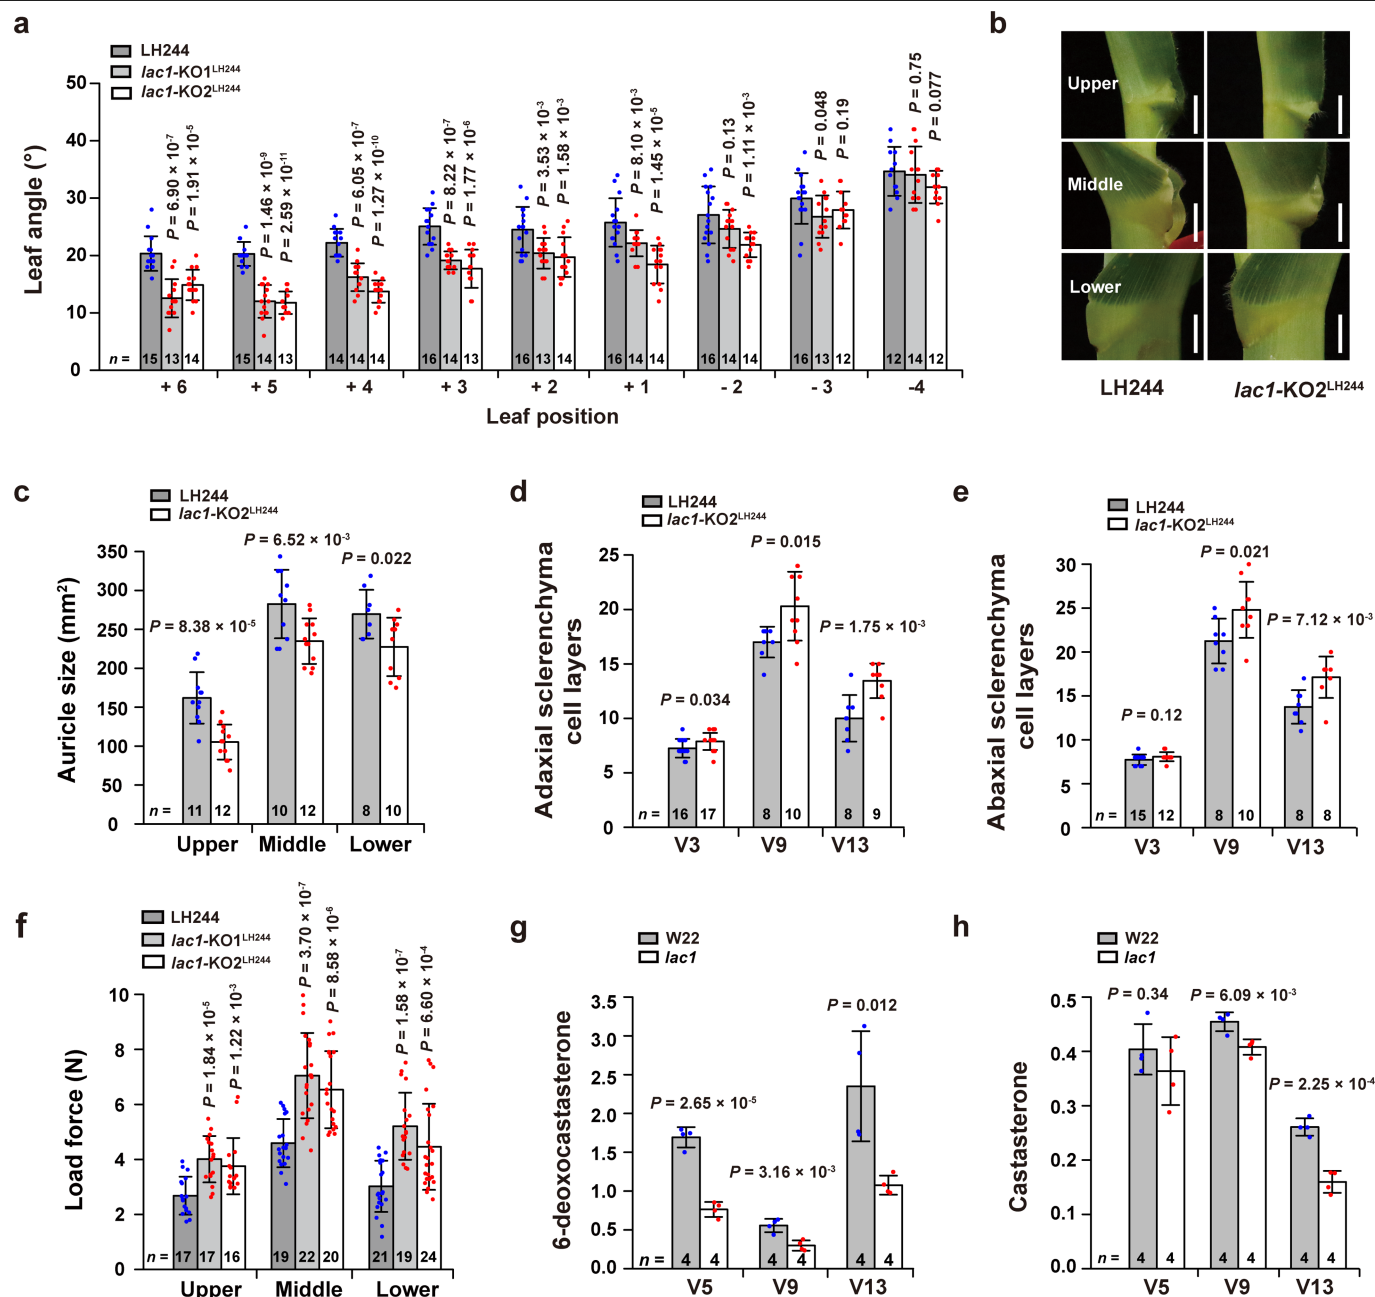 a
LH244
lac1-KO1^LH244
lac1-KO2^LH244
Leaf angle (°)
50
40
30
20
10
0
P = 6.90 × 10^-7
P = 1.91 × 10^-5
P = 1.46 × 10^-9
P = 2.59 × 10^-11
P = 6.05 × 10^-7
P = 1.27 × 10^-10
P = 8.22 × 10^-7
P = 1.77 × 10^-6
P = 3.53 × 10^-3
P = 1.58 × 10^-3
P = 8.10 × 10^-3
P = 1.45 × 10^-5
P = 0.13
P = 1.11 × 10^-3
P = 0.048
P = 0.19
P = 0.75
P = 0.077
n = 15 13 14 15 14 13 14 14 14 16 14 13 16 13 14 16 14 14 16 14 14 16 13 12 12 14 12
+ 6 + 5 + 4 + 3 + 2 + 1 - 2 - 3 -4
Leaf position
b
Upper
Middle
Lower
LH244 lac1-KO2^LH244
c
LH244
lac1-KO2^LH244
Auricle size (mm²)
350
300
250
200
150
100
50
0
P = 8.38 × 10^-5
P = 6.52 × 10^-3
P = 0.022
n = 11 12 10 12 8 10
Upper Middle Lower
d
LH244
lac1-KO2^LH244
Adaxial sclerenchyma
cell layers
25
20
15
10
5
0
P = 0.034
P = 0.015
P = 1.75 × 10^-3
n = 16 17 8 10 8 9
V3 V9 V13
e
LH244
lac1-KO2^LH244
Abaxial sclerenchyma
cell layers
30
25
20
15
10
5
0
P = 0.12
P = 0.021
P = 7.12 × 10^-3
n = 15 12 8 10 8 8
V3 V9 V13
f
LH244
lac1-KO1^LH244
lac1-KO2^LH244
Load force (N)
10
8
6
4
2
0
P = 1.84 × 10^-5
P = 1.22 × 10^-3
P = 3.70 × 10^-7
P = 8.58 × 10^-6
P = 1.58 × 10^-7
P = 6.60 × 10^-4
n = 17 17 16 19 22 20 21 19 24
Upper Middle Lower
g
W22
lac1
6-deoxocastasterone
3.5
3.0
2.5
2.0
1.5
1.0
0.5
0.0
P = 2.65 × 10^-5
P = 3.16 × 10^-3
P = 0.012
n = 4 4 4 4 4 4
V5 V9 V13
h
W22
lac1
Castasterone
0.5
0.4
0.3
0.2
0.1
0.0
P = 0.34
P = 6.09 × 10^-3
P = 2.25 × 10^-4
n = 4 4 4 4 4 4
V5 V9 V13